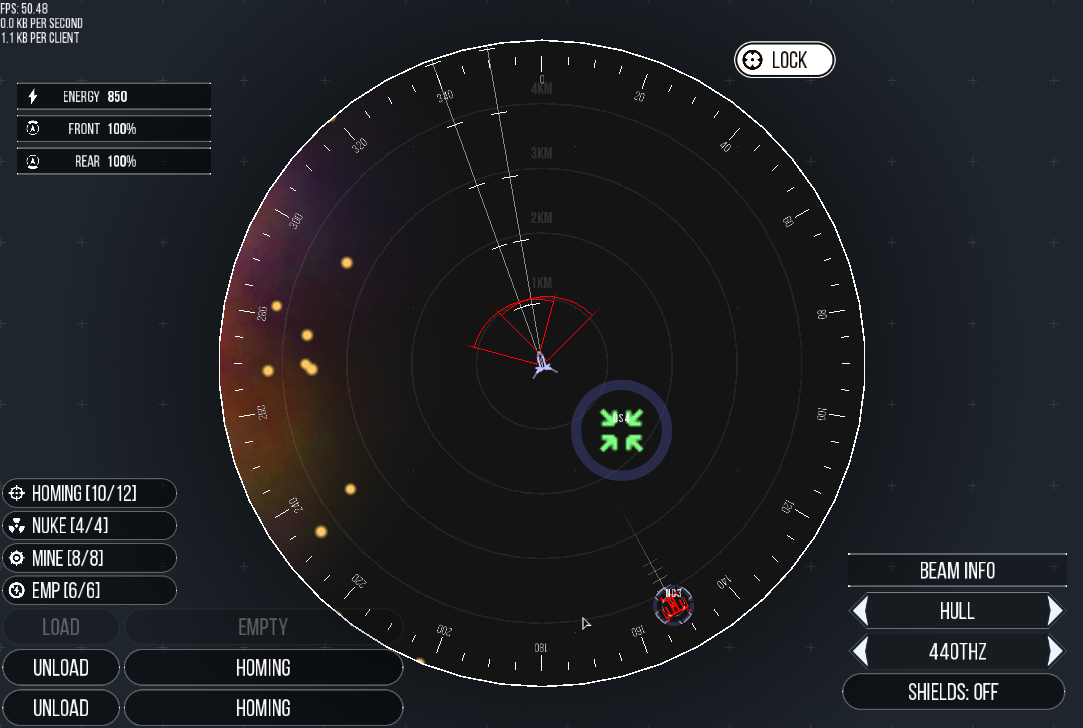 FPS: 50.48
0.0 KB PER SECOND
1.1 KB PER CLIENT
LOCK
ENERGY 850
FRONT 100%
REAR 100%
0
20
40
60
80
100
120
140
160
180
200
220
240
260
280
300
320
340
4KM
3KM
2KM
1KM
DS4
HOMING [10/12]
NUKE [4/4]
MINE [8/8]
EMP [6/6]
LOAD EMPTY
UNLOAD HOMING
UNLOAD HOMING
BEAM INFO
HULL
440THZ
SHIELDS: OFF